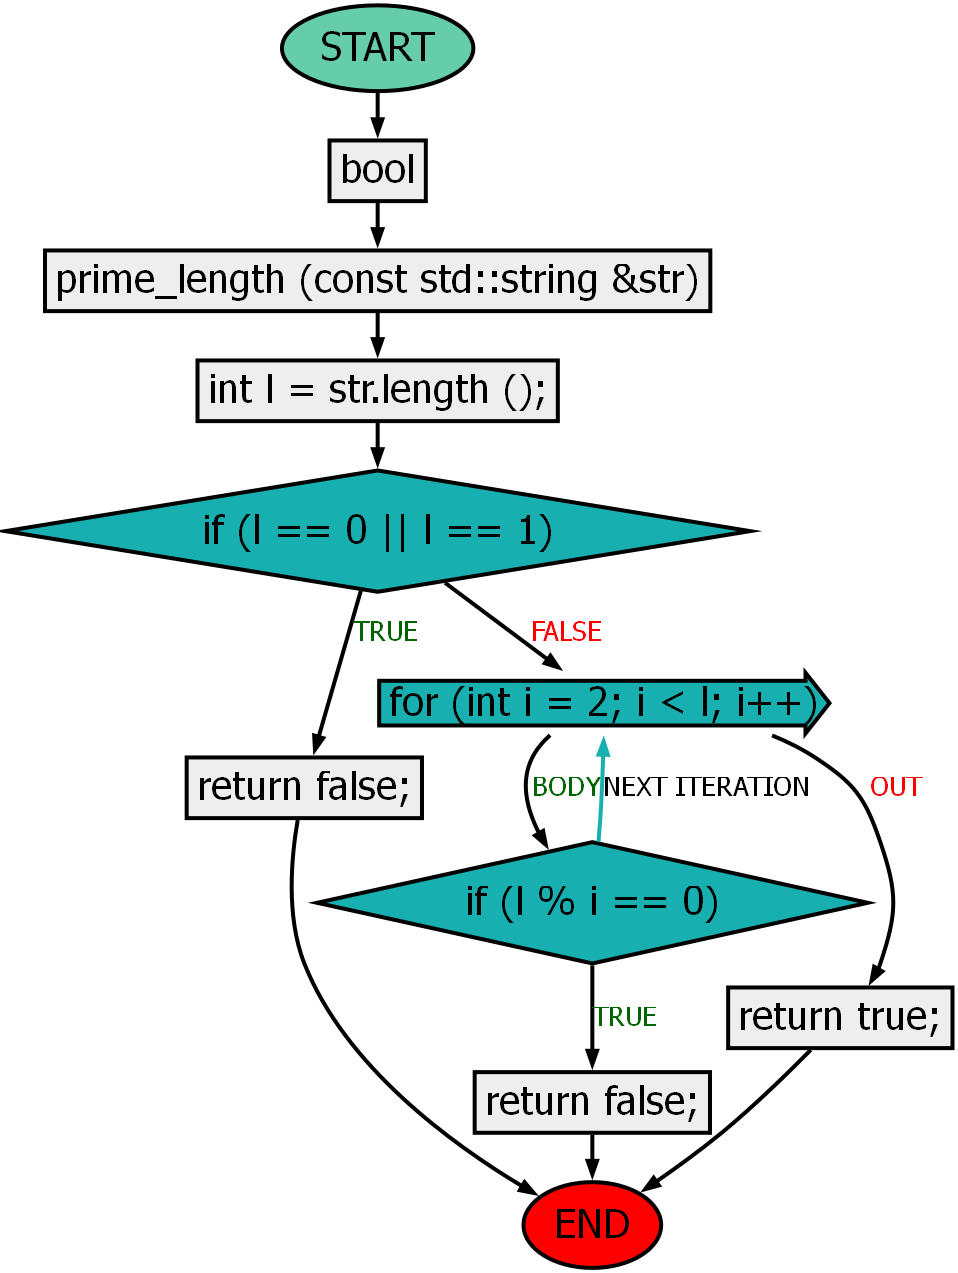 START
bool
prime_length (const std::string &str)
int l = str.length ();
if (l == 0 || l == 1)
TRUE
FALSE
for (int i = 2; i < l; i++)
return false;
BODY
NEXT ITERATION
OUT
if (l % i == 0)
TRUE
return true;
return false;
END